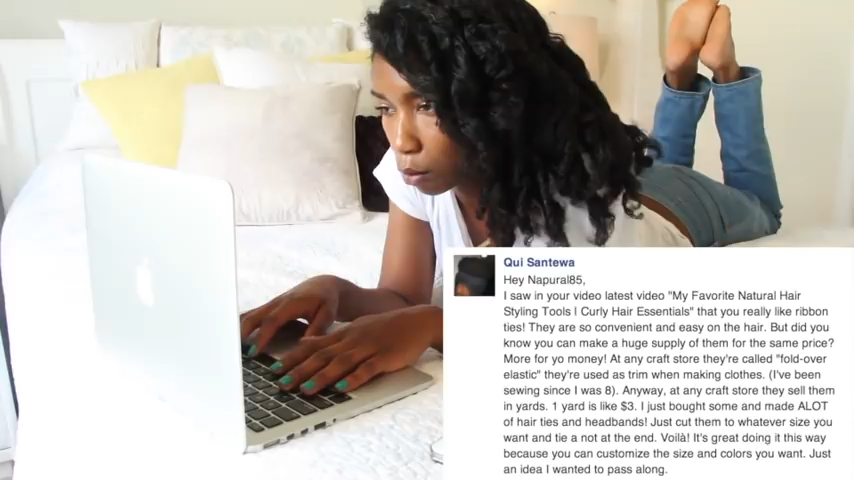 Qui Santewa
Hey Napural85,
I saw in your video latest video "My Favorite Natural Hair
Styling Tools | Curly Hair Essentials" that you really like ribbon
ties! They are so convenient and easy on the hair. But did you
know you can make a huge supply of them for the same price?
More for yo money! At any craft store they're called "fold-over
elastic" they're used as trim when making clothes. (I've been
sewing since I was 8). Anyway, at any craft store they sell them
in yards. 1 yard is like $3. I just bought some and made ALOT
of hair ties and headbands! Just cut them to whatever size you
want and tie a not at the end. Voilà! It's great doing it this way
because you can customize the size and colors you want. Just
an idea I wanted to pass along.